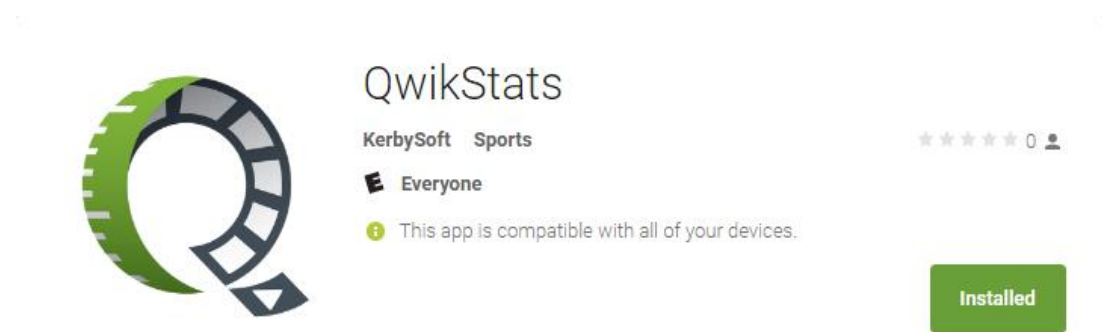 QwikStats
KerbySoft Sports
0
E Everyone
This app is compatible with all of your devices.
Installed